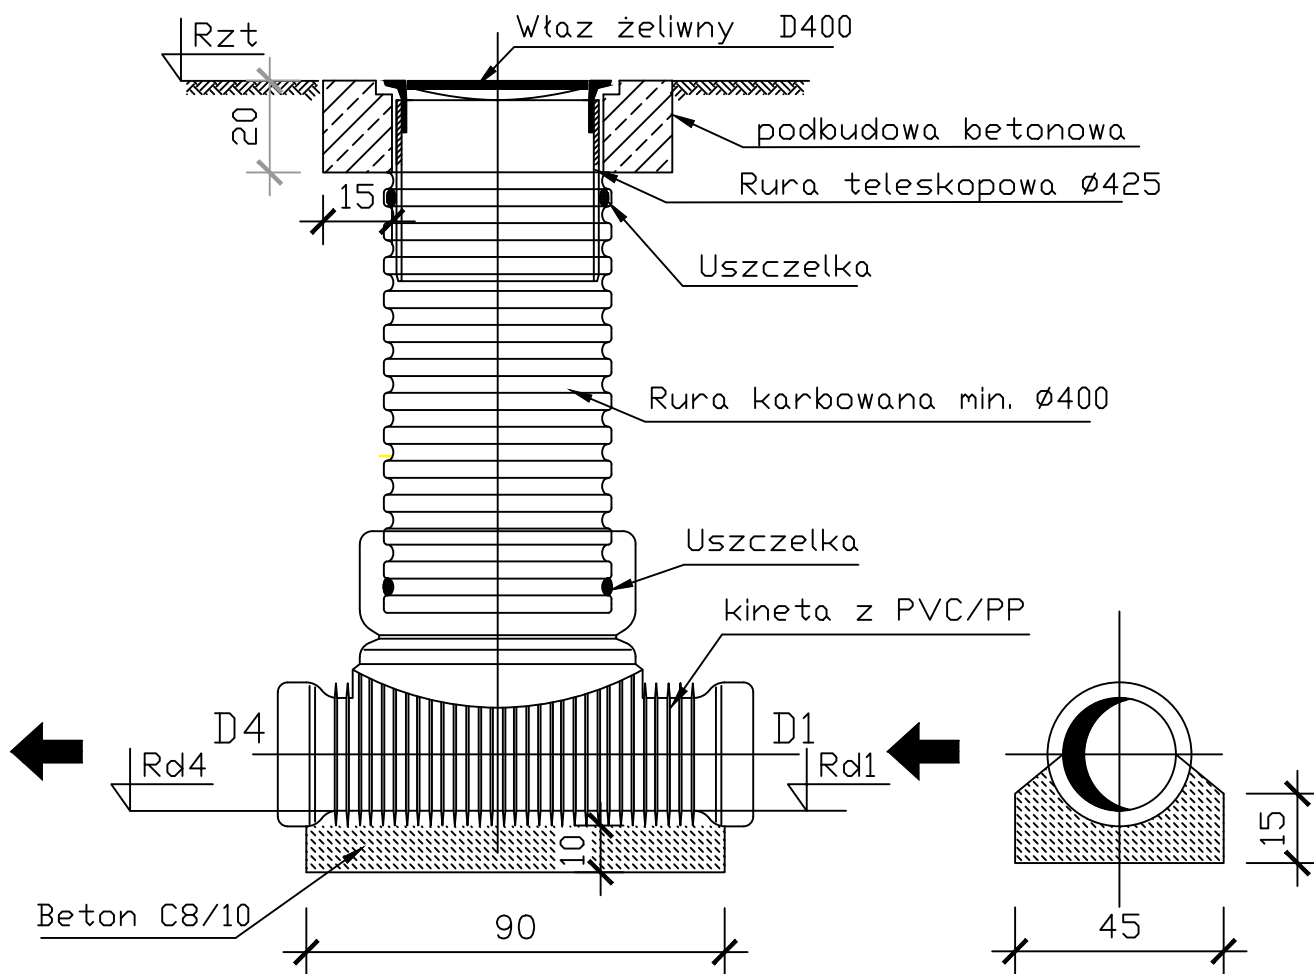 Właz żeliwny D400
Rzt
20
podbudowa betonowa
Rura teleskopowa Ø425
15
Uszczelka
Rura karbowana min. Ø400
Uszczelka
kineta z PVC/PP
D4
D1
Rd4
Rd1
10
15
Beton C8/10
90
45